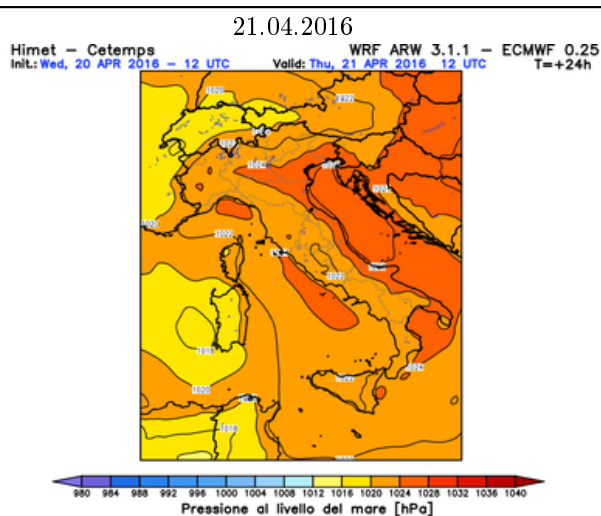 21.04.2016
Himet – Cetemps WRF ARW 3.1.1 – ECMWF 0.25
Init.: Wed, 20 APR 2016 – 12 UTC Valid: Thu, 21 APR 2016 12 UTC T=+24h
1020
1022
1024
1022
1022
1018
1020
1024
1018
980 984 988 992 996 1000 1004 1008 1012 1016 1020 1024 1028 1032 1036 1040
Pressione al livello del mare [hPa]